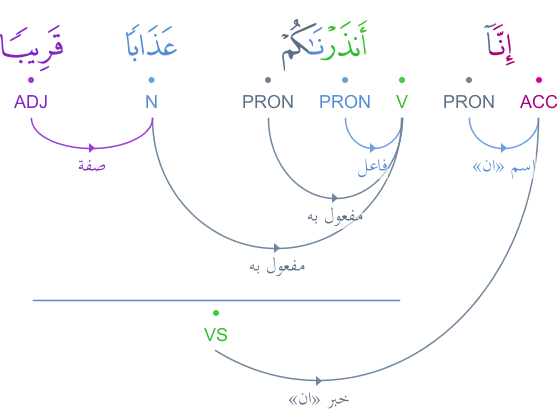 إِنَّآ أَنذَرْنَـٰكُمْ عَذَابًا قَرِيبًا
ACC PRON V PRON PRON N ADJ
اسم «ان» فاعل صفة
مفعول به
مفعول به
VS
خبر «ان»